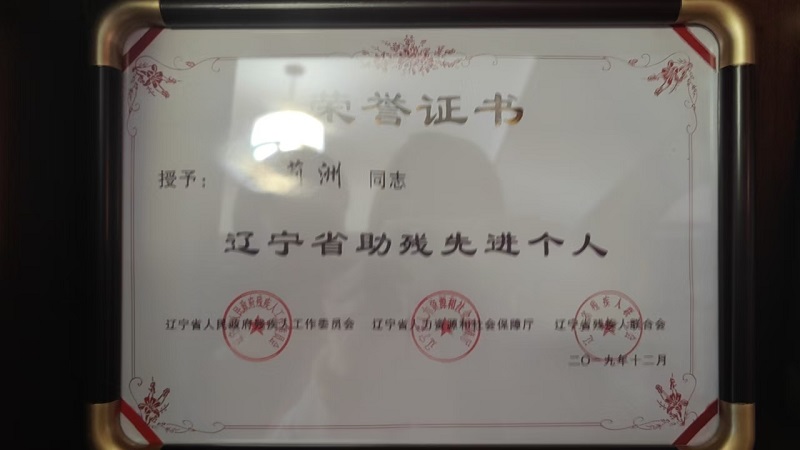 荣誉证书
授予： 洲 同志
辽宁省助残先进个人
辽宁省人民政府残疾人工作委员会 辽宁省人力资源和社会保障厅 辽宁省残疾人联合会
二〇一九年十二月